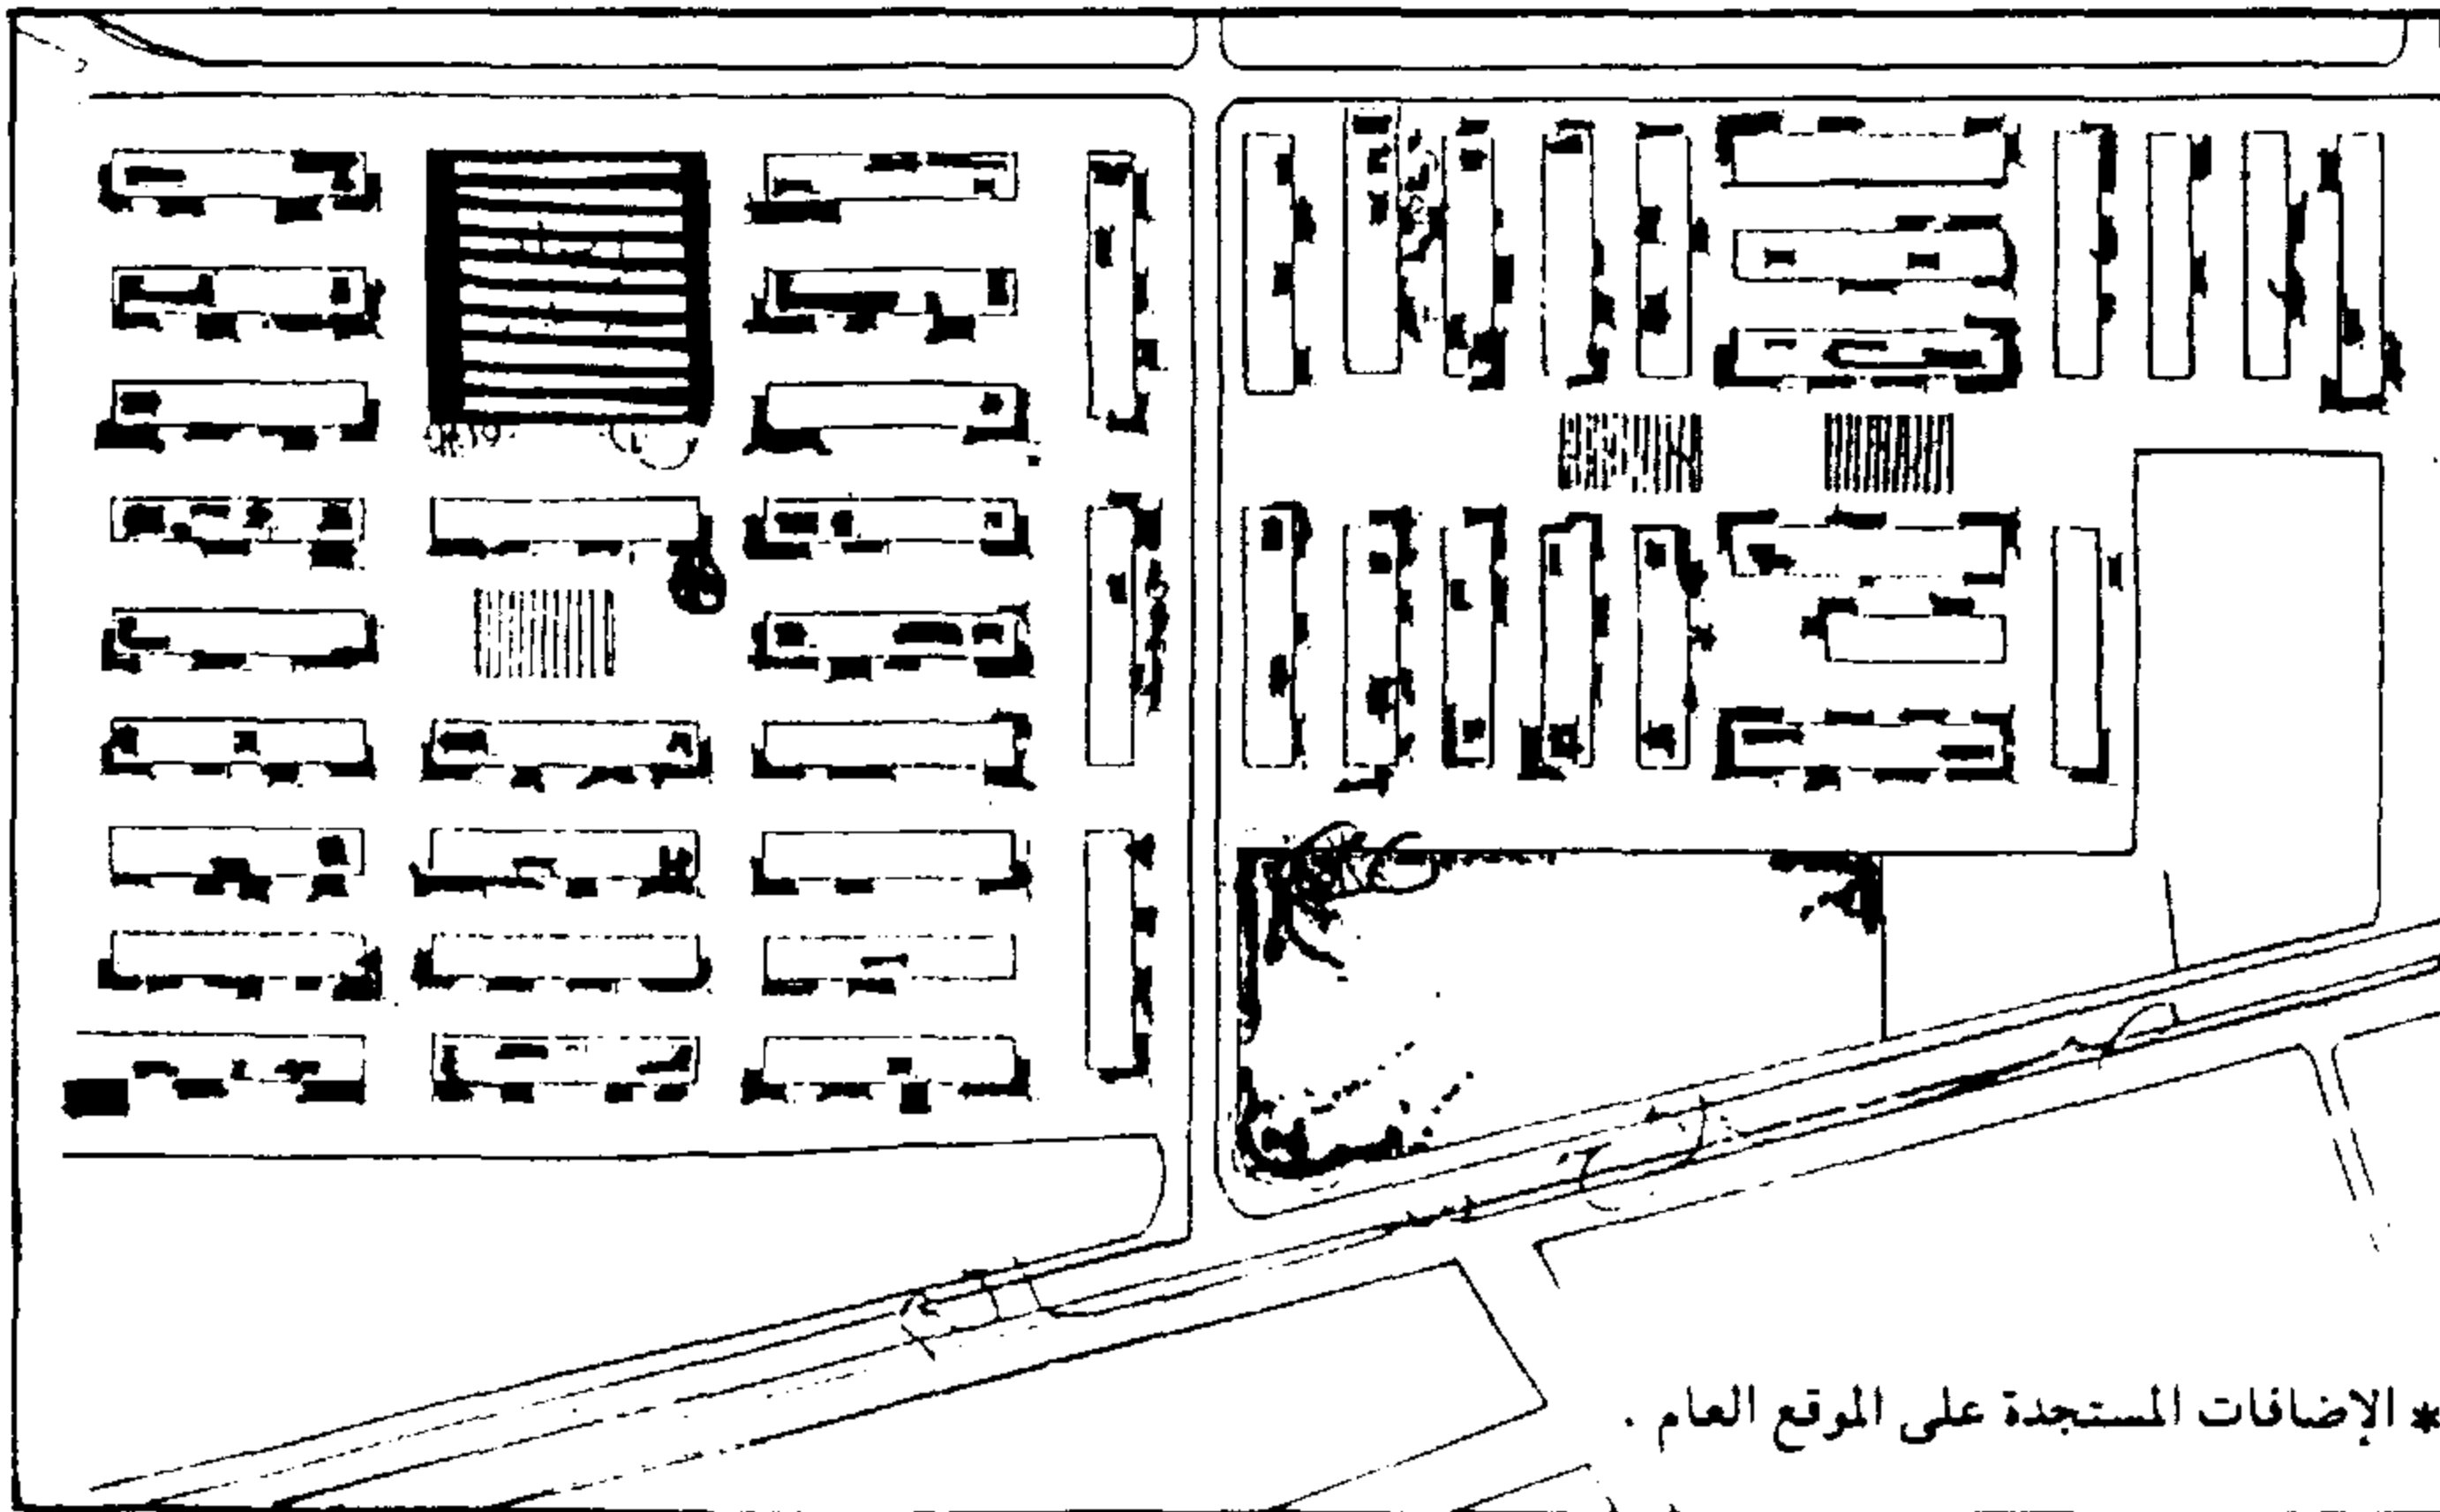 * الإضافات المستجدة على الموقع العام .